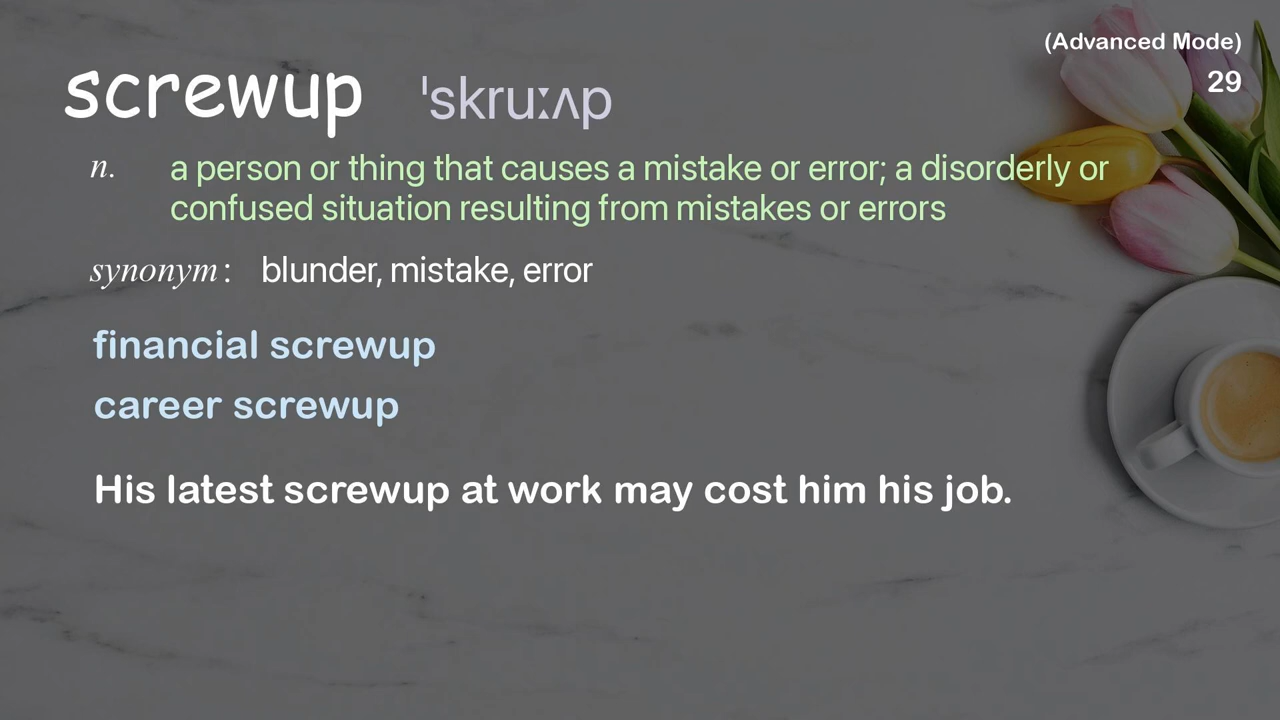 (Advanced Mode)
screwup ˈskruːʌp
29
n. a person or thing that causes a mistake or error; a disorderly or
confused situation resulting from mistakes or errors
synonym: blunder, mistake, error
financial screwup
career screwup
His latest screwup at work may cost him his job.